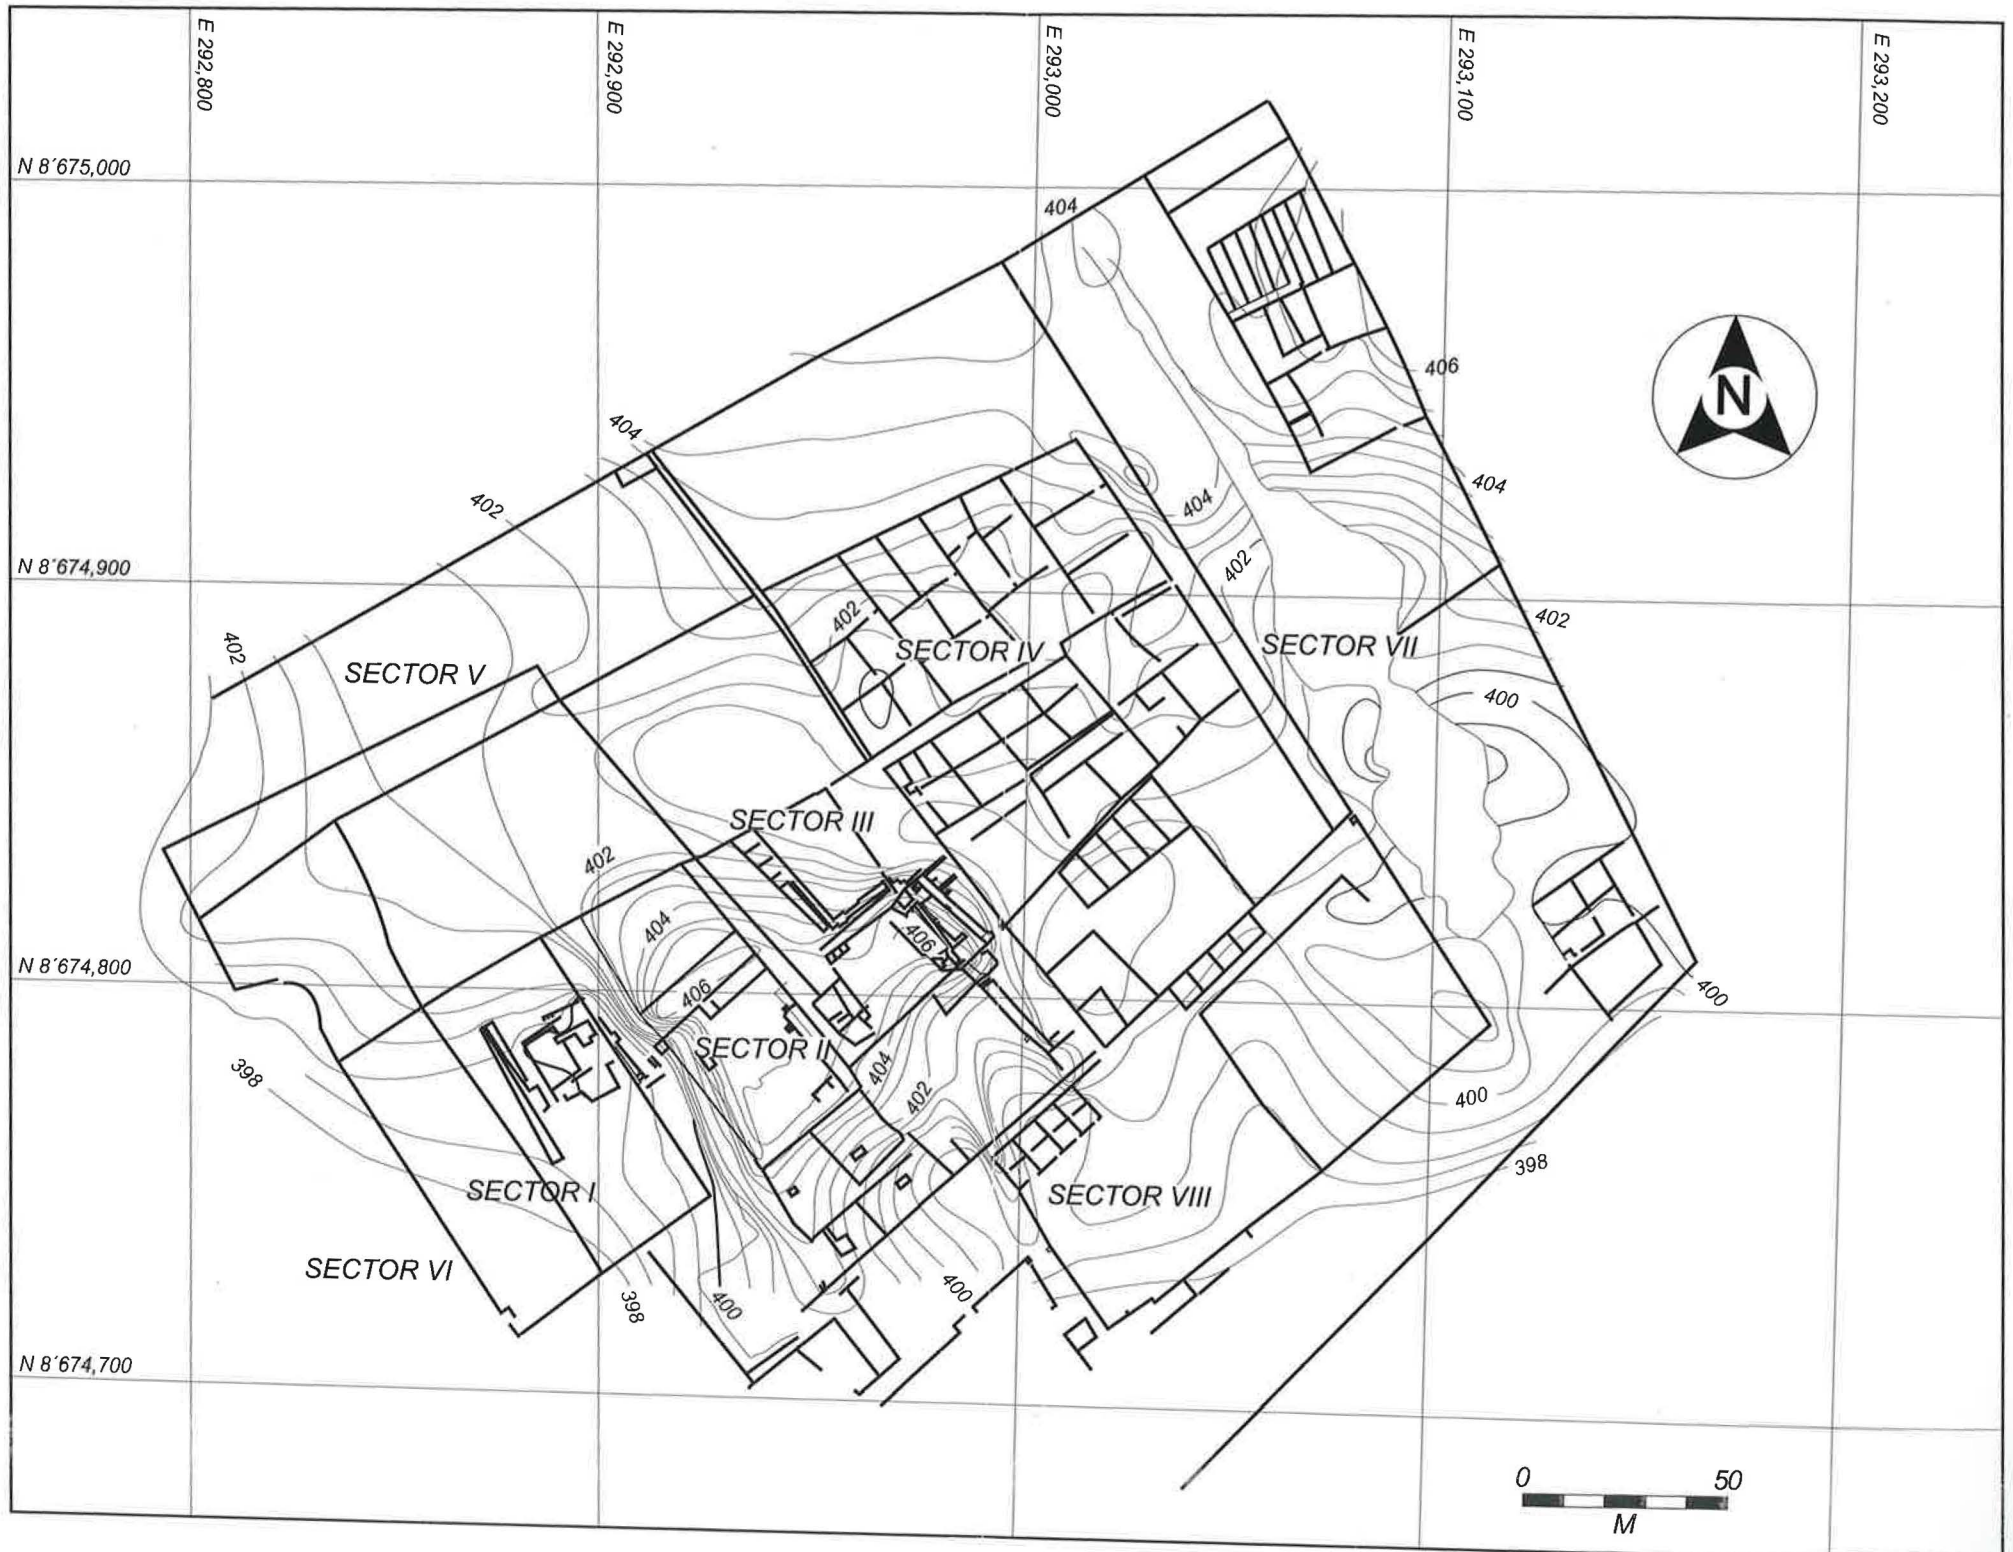 E 292,800
E 292,900
E 293,000
E 293,100
E 293,200
N 8´675,000
404
406
404
404
402
404
402
N 8´674,900
402
402
402
SECTOR IV
SECTOR VII
SECTOR V
400
SECTOR III
402
404
406
N 8´674,800
406
400
SECTOR II
404
398
402
400
398
SECTOR I
SECTOR VIII
SECTOR VI
400
400
398
N 8´674,700
N
0 50
M